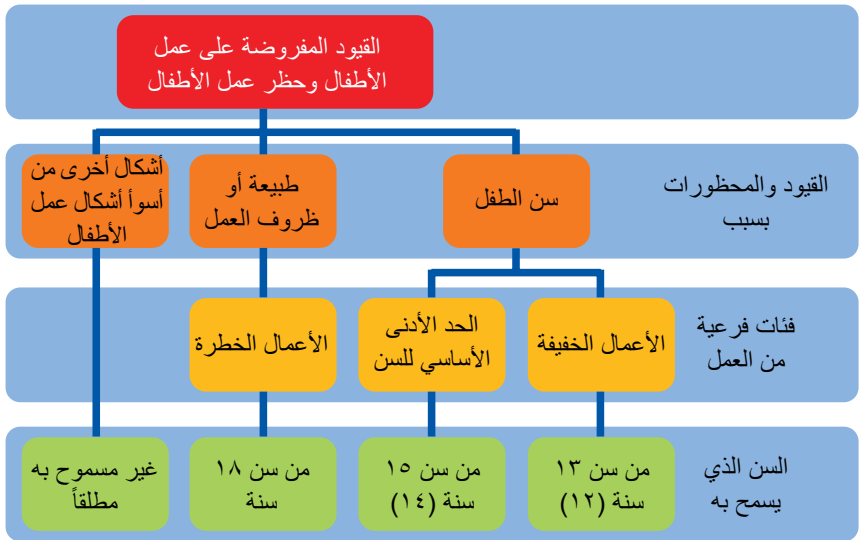 القيود المفروضة على عمل
الأطفال وحظر عمل الأطفال
القيود والمحظورات
بسبب
سن الطفل
طبيعة أو
ظروف العمل
أشكال أخرى من
أسوأ أشكال عمل
الأطفال
فئات فرعية
من العمل
الأعمال الخفيفة
الحد الأدنى
الأساسي للسن
الأعمال الخطرة
السن الذي
يسمح به
من سن ١٣
سنة (١٢)
من سن ١٥
سنة (١٤)
من سن ١٨
سنة
غير مسموح به
مطلقاً